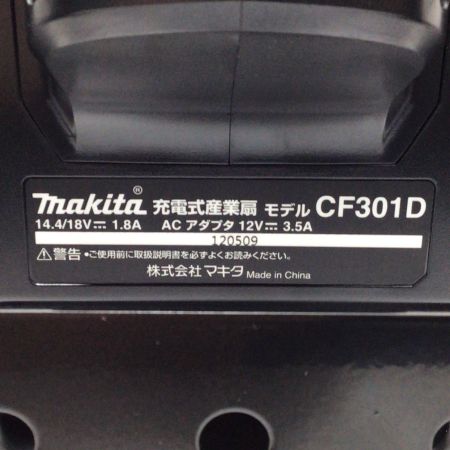 makita® 充電式産業扇 モデル CF301D
14.4/18V⎓ 1.8A AC アダプタ 12V⎓ 3.5A
120509
⚠警告 •ご使用前に取扱説明書を必ずよくお読みください。
株式会社 マキタ Made in China